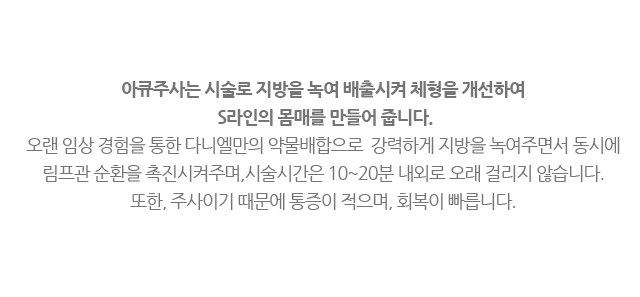 아큐주사는 시술로 지방을 녹여 배출시켜 체형을 개선하여
S라인의 몸매를 만들어 줍니다.
오랜 임상 경험을 통한 다니엘만의 약물배합으로 강력하게 지방을 녹여주면서 동시에
림프관 순환을 촉진시켜주며,시술시간은 10~20분 내외로 오래 걸리지 않습니다.
또한, 주사이기 때문에 통증이 적으며, 회복이 빠릅니다.